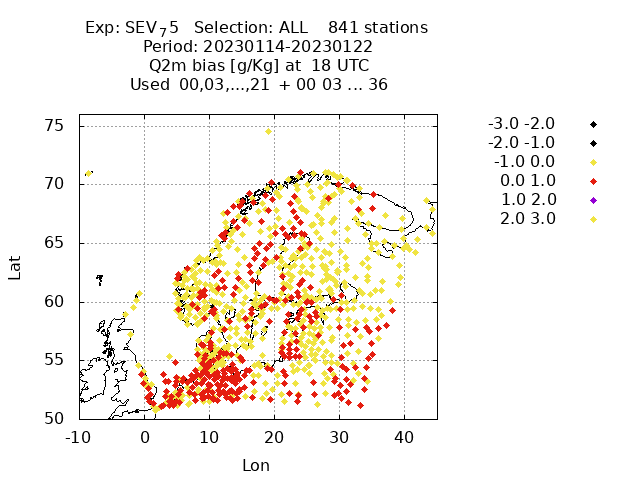 Exp: SEV75 Selection: ALL 841 stations
Period: 20230114-20230122
Q2m bias [g/Kg] at 18 UTC
Used 00,03,...,21 + 00 03 ... 36
75
70
65
60
55
50
Lat
-10 0 10 20 30 40
Lon
-3.0 -2.0
-2.0 -1.0
-1.0 0.0
0.0 1.0
1.0 2.0
2.0 3.0